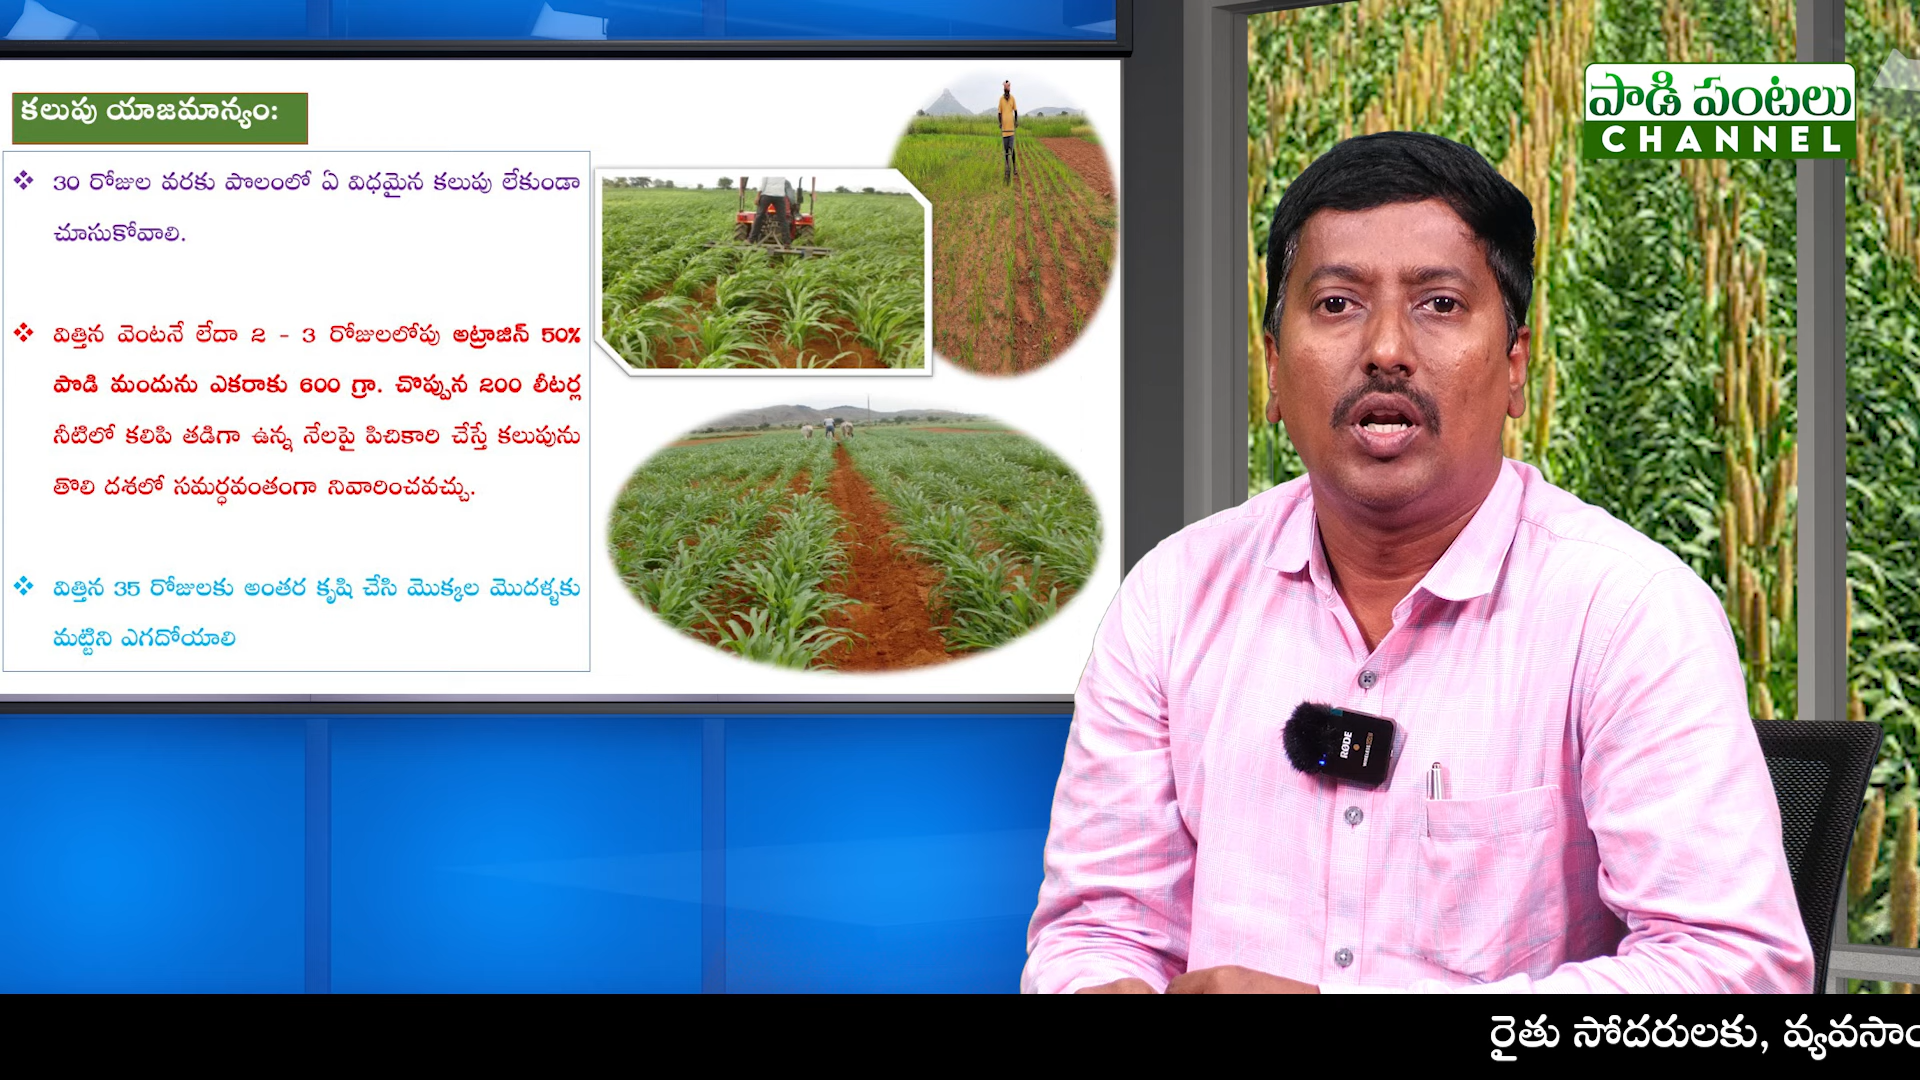 కలుపు యాజమాన్యం:
30 రోజుల వరకు పొలంలో ఏ విధమైన కలుపు లేకుండా
చూసుకోవాలి.
విత్తిన వెంటనే లేదా 2 - 3 రోజులలోపు అట్రాజిన్ 50%
పొడి మందును ఎకరాకు 600 గ్రా. చొప్పున 200 లీటర్ల
నీటిలో కలిపి తడిగా ఉన్న నేలపై పిచికారి చేస్తే కలుపును
తొలి దశలో సమర్ధవంతంగా నివారించవచ్చు.
విత్తిన 35 రోజులకు అంతర కృషి చేసి మొక్కల మొదళ్ళకు
మట్టిని ఎగదోయాలి
పాడి పంటలు
CHANNEL
RODE
రైతు సోదరులకు,